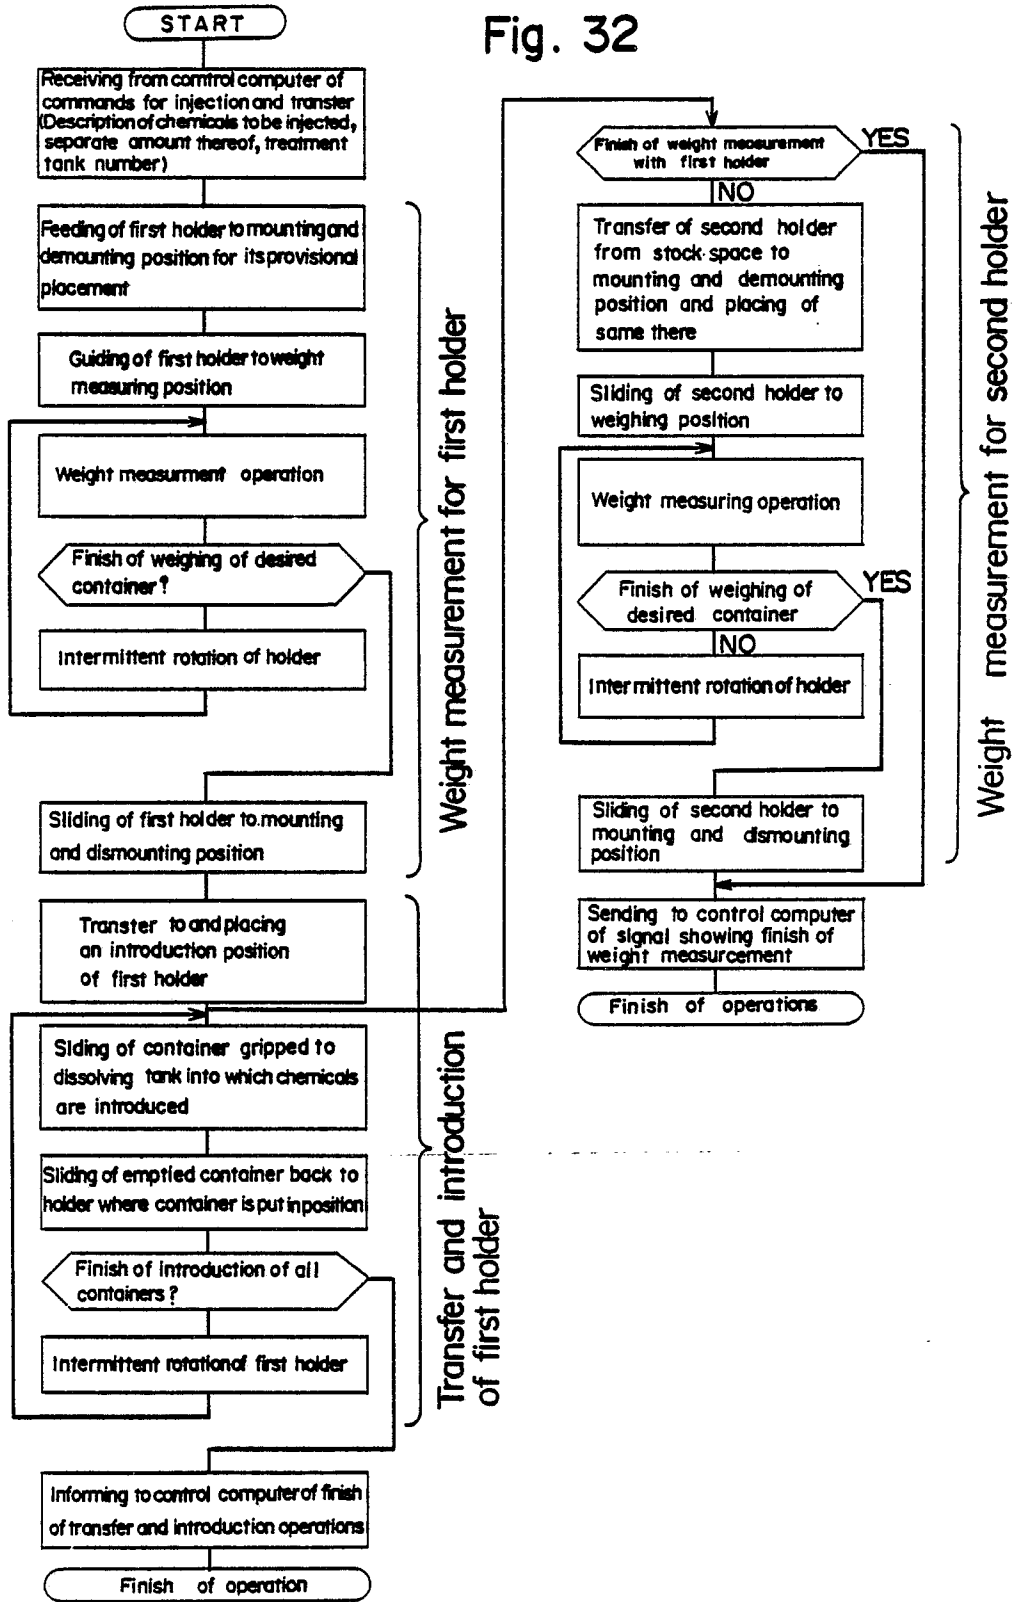 Fig. 32
START
Receiving from comtrol computer of
commands for injection and transter
(Description of chemicals to be injected,
separate amount thereof, treatment
tank number)
Feeding of first holder to mounting and
demounting position for its provisional
placement
Guiding of first holder to weight
measuring position
Weight measurment operation
Finish of weighing of desired
container?
Intermittent rotation of holder
Sliding of first holder to mounting
and dismounting position
Weight measurement for first holder
Transter to and placing
an introduction position
of first holder
Sliding of container gripped to
dissolving tank into which chemicals
are introduced
Sliding of emptied container back to
holder where container is put in position
Finish of introduction of all
containers?
Intermittent rotation of first holder
Transfer and introduction
of first holder
Informing to control computer of finish
of transfer and introduction operations
Finish of operation
Finish of weight measurement
with first holder
YES
NO
Transfer of second holder
from stock space to
mounting and demounting
position and placing of
same there
Sliding of second holder to
weighing position
Weight measuring operation
Finish of weighing of
desired container
YES
NO
Intermittent rotation of holder
Sliding of second holder to
mounting and dismounting
position
Weight measurement for second holder
Sending to control computer
of signal showing finish of
weight measurcement
Finish of operations